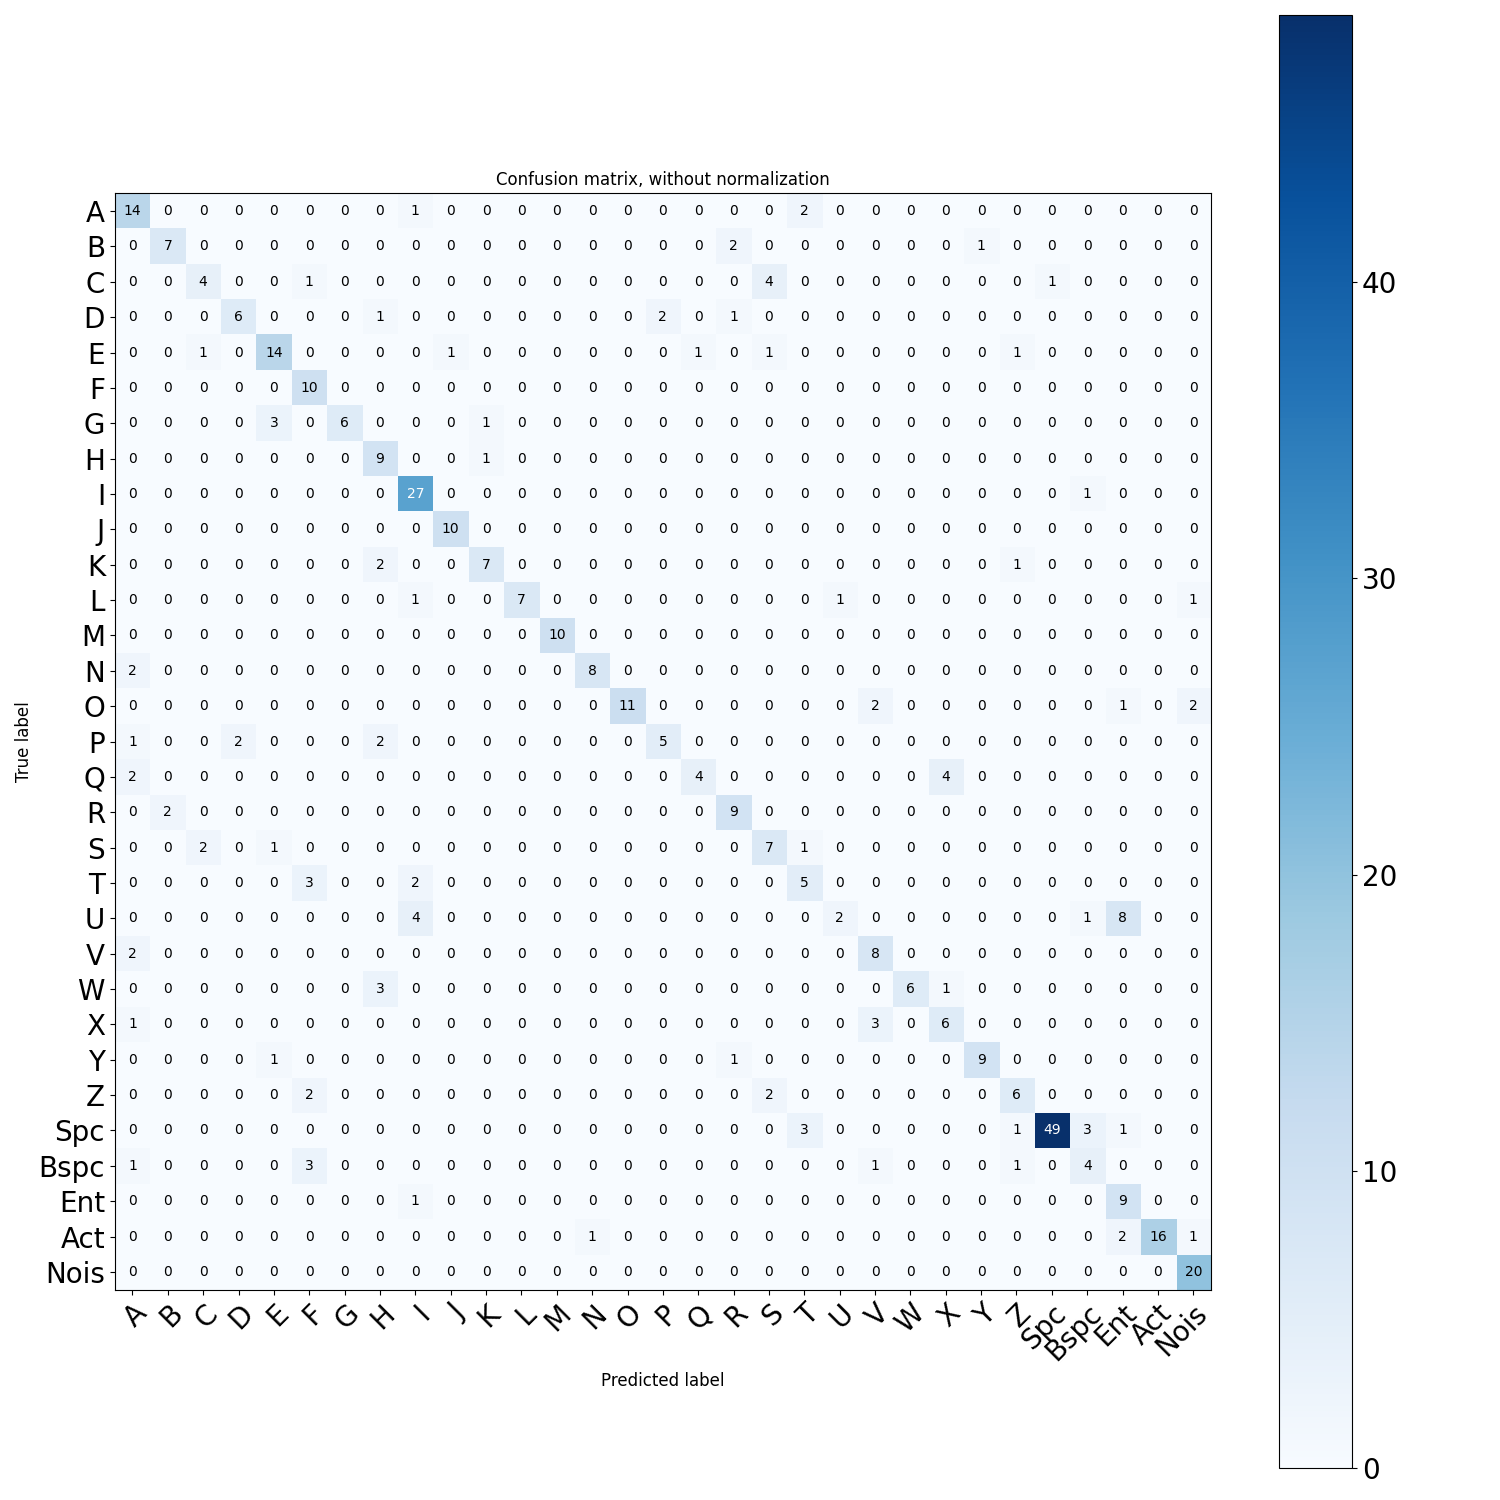 Confusion matrix, without normalization
A 14 0 0 0 0 0 0 0 1 0 0 0 0 0 0 0 0 0 0 2 0 0 0 0 0 0 0 0 0 0 0
B 0 7 0 0 0 0 0 0 0 0 0 0 0 0 0 0 0 2 0 0 0 0 0 0 1 0 0 0 0 0 0
C 0 0 4 0 0 1 0 0 0 0 0 0 0 0 0 0 0 0 4 0 0 0 0 0 0 0 1 0 0 0 0
D 0 0 0 6 0 0 0 1 0 0 0 0 0 0 0 2 0 1 0 0 0 0 0 0 0 0 0 0 0 0 0
E 0 0 1 0 14 0 0 0 0 1 0 0 0 0 0 0 1 0 1 0 0 0 0 0 0 1 0 0 0 0 0
F 0 0 0 0 0 10 0 0 0 0 0 0 0 0 0 0 0 0 0 0 0 0 0 0 0 0 0 0 0 0 0
G 0 0 0 0 3 0 6 0 0 0 1 0 0 0 0 0 0 0 0 0 0 0 0 0 0 0 0 0 0 0 0
H 0 0 0 0 0 0 0 9 0 0 1 0 0 0 0 0 0 0 0 0 0 0 0 0 0 0 0 0 0 0 0
I 0 0 0 0 0 0 0 0 27 0 0 0 0 0 0 0 0 0 0 0 0 0 0 0 0 0 0 1 0 0 0
J 0 0 0 0 0 0 0 0 0 10 0 0 0 0 0 0 0 0 0 0 0 0 0 0 0 0 0 0 0 0 0
K 0 0 0 0 0 0 0 2 0 0 7 0 0 0 0 0 0 0 0 0 0 0 0 0 0 1 0 0 0 0 0
L 0 0 0 0 0 0 0 0 1 0 0 7 0 0 0 0 0 0 0 0 1 0 0 0 0 0 0 0 0 0 1
M 0 0 0 0 0 0 0 0 0 0 0 0 10 0 0 0 0 0 0 0 0 0 0 0 0 0 0 0 0 0 0
N 2 0 0 0 0 0 0 0 0 0 0 0 0 8 0 0 0 0 0 0 0 0 0 0 0 0 0 0 0 0 0
O 0 0 0 0 0 0 0 0 0 0 0 0 0 0 11 0 0 0 0 0 0 2 0 0 0 0 0 0 1 0 2
P 1 0 0 2 0 0 0 2 0 0 0 0 0 0 0 5 0 0 0 0 0 0 0 0 0 0 0 0 0 0 0
Q 2 0 0 0 0 0 0 0 0 0 0 0 0 0 0 0 4 0 0 0 0 0 0 4 0 0 0 0 0 0 0
R 0 2 0 0 0 0 0 0 0 0 0 0 0 0 0 0 0 9 0 0 0 0 0 0 0 0 0 0 0 0 0
S 0 0 2 0 1 0 0 0 0 0 0 0 0 0 0 0 0 0 7 1 0 0 0 0 0 0 0 0 0 0 0
T 0 0 0 0 0 3 0 0 2 0 0 0 0 0 0 0 0 0 0 5 0 0 0 0 0 0 0 0 0 0 0
U 0 0 0 0 0 0 0 0 4 0 0 0 0 0 0 0 0 0 0 0 2 0 0 0 0 0 0 1 8 0 0
V 2 0 0 0 0 0 0 0 0 0 0 0 0 0 0 0 0 0 0 0 0 8 0 0 0 0 0 0 0 0 0
W 0 0 0 0 0 0 0 3 0 0 0 0 0 0 0 0 0 0 0 0 0 0 6 1 0 0 0 0 0 0 0
X 1 0 0 0 0 0 0 0 0 0 0 0 0 0 0 0 0 0 0 0 0 3 0 6 0 0 0 0 0 0 0
Y 0 0 0 0 1 0 0 0 0 0 0 0 0 0 0 0 0 1 0 0 0 0 0 0 9 0 0 0 0 0 0
Z 0 0 0 0 0 2 0 0 0 0 0 0 0 0 0 0 0 0 2 0 0 0 0 0 0 6 0 0 0 0 0
Spc 0 0 0 0 0 0 0 0 0 0 0 0 0 0 0 0 0 0 0 3 0 0 0 0 0 1 49 3 1 0 0
Bspc 1 0 0 0 0 3 0 0 0 0 0 0 0 0 0 0 0 0 0 0 0 1 0 0 0 1 0 4 0 0 0
Ent 0 0 0 0 0 0 0 0 1 0 0 0 0 0 0 0 0 0 0 0 0 0 0 0 0 0 0 0 9 0 0
Act 0 0 0 0 0 0 0 0 0 0 0 0 0 1 0 0 0 0 0 0 0 0 0 0 0 0 0 0 2 16 1
Nois 0 0 0 0 0 0 0 0 0 0 0 0 0 0 0 0 0 0 0 0 0 0 0 0 0 0 0 0 0 0 20
A B C D E F G H I J K L M N O P Q R S T U V W X Y Z Spc Bspc Ent Act Nois
Predicted label
True label
40
30
20
10
0